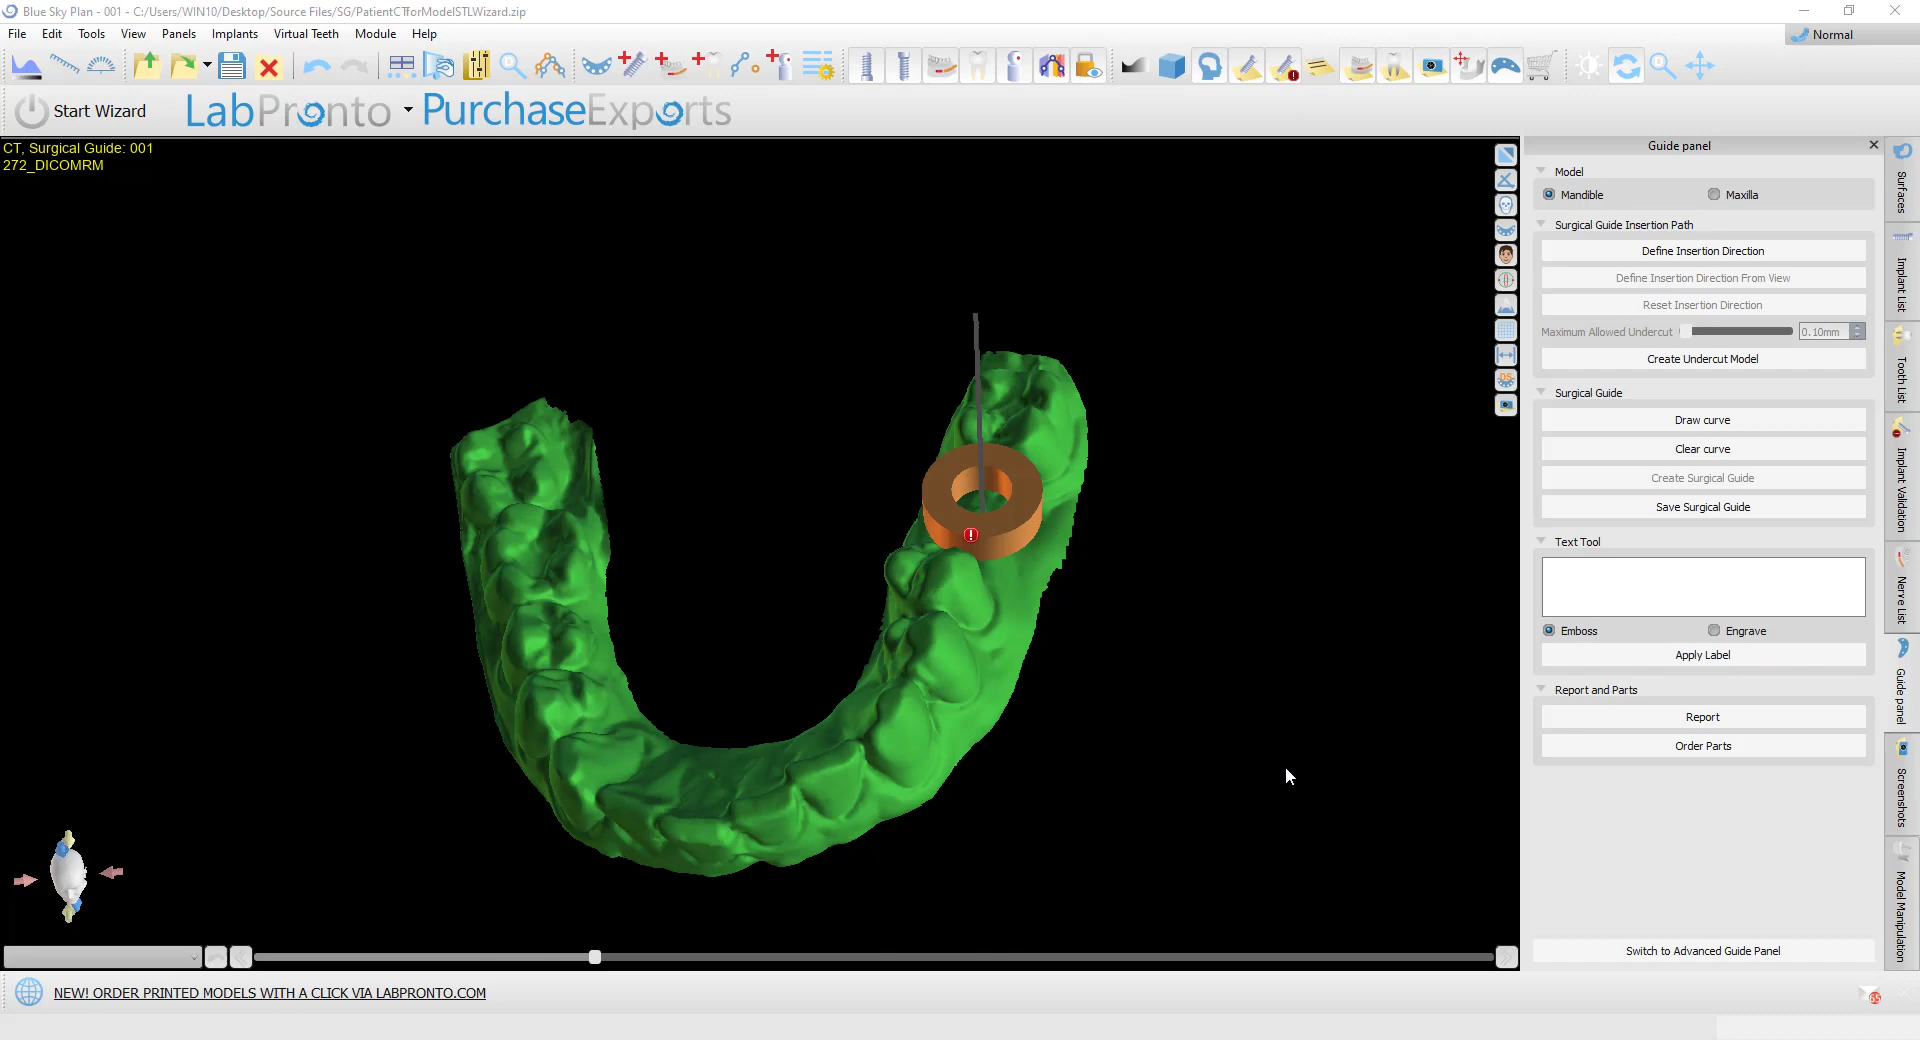 Blue Sky Plan - 001 - C:/Users/WIN10/Desktop/Source Files/SG/PatientCTforModelSTLWizard.zip
File Edit Tools View Panels Implants Virtual Teeth Module Help
Normal
Start Wizard
LabPronto
PurchaseExports
CT, Surgical Guide: 001
272_DICOMRM
Guide panel
Model
Mandible Maxilla
Surgical Guide Insertion Path
Define Insertion Direction
Define Insertion Direction From View
Reset Insertion Direction
Maximum Allowed Undercut 0.10mm
Create Undercut Model
Surgical Guide
Draw curve
Clear curve
Create Surgical Guide
Save Surgical Guide
Text Tool
Emboss Engrave
Apply Label
Report and Parts
Report
Order Parts
Switch to Advanced Guide Panel
Surfaces
Implant List
Tooth List
Implant Validation
Nerve List
Guide panel
Screenshots
Model Manipulation
DS
NEW! ORDER PRINTED MODELS WITH A CLICK VIA LABPRONTO.COM
65